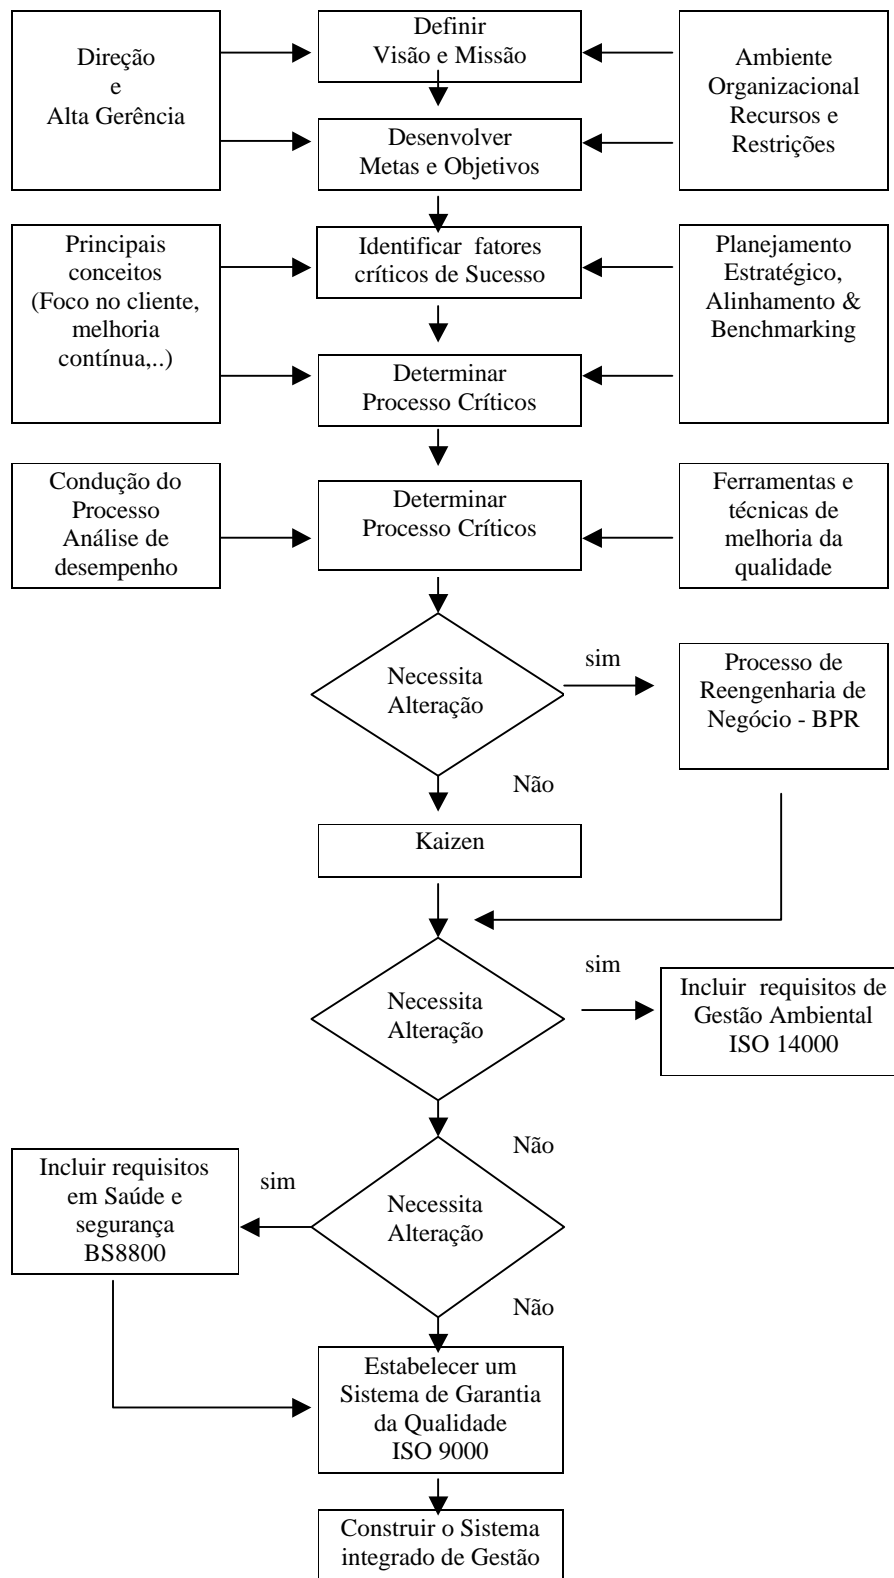 Direção
e
Alta Gerência
Definir
Visão e Missão
Ambiente
Organizacional
Recursos e
Restrições
Desenvolver
Metas e Objetivos
Principais
conceitos
(Foco no cliente,
melhoria
contínua,..)
Identificar fatores
críticos de Sucesso
Planejamento
Estratégico,
Alinhamento &
Benchmarking
Determinar
Processo Críticos
Condução do
Processo
Análise de
desempenho
Determinar
Processo Críticos
Ferramentas e
técnicas de
melhoria da
qualidade
Necessita
Alteração
sim
Processo de
Reengenharia de
Negócio - BPR
Não
Kaizen
Necessita
Alteração
sim
Incluir requisitos de
Gestão Ambiental
ISO 14000
Não
Incluir requisitos
em Saúde e
segurança
BS8800
sim
Necessita
Alteração
Não
Estabelecer um
Sistema de Garantia
da Qualidade
ISO 9000
Construir o Sistema
integrado de Gestão